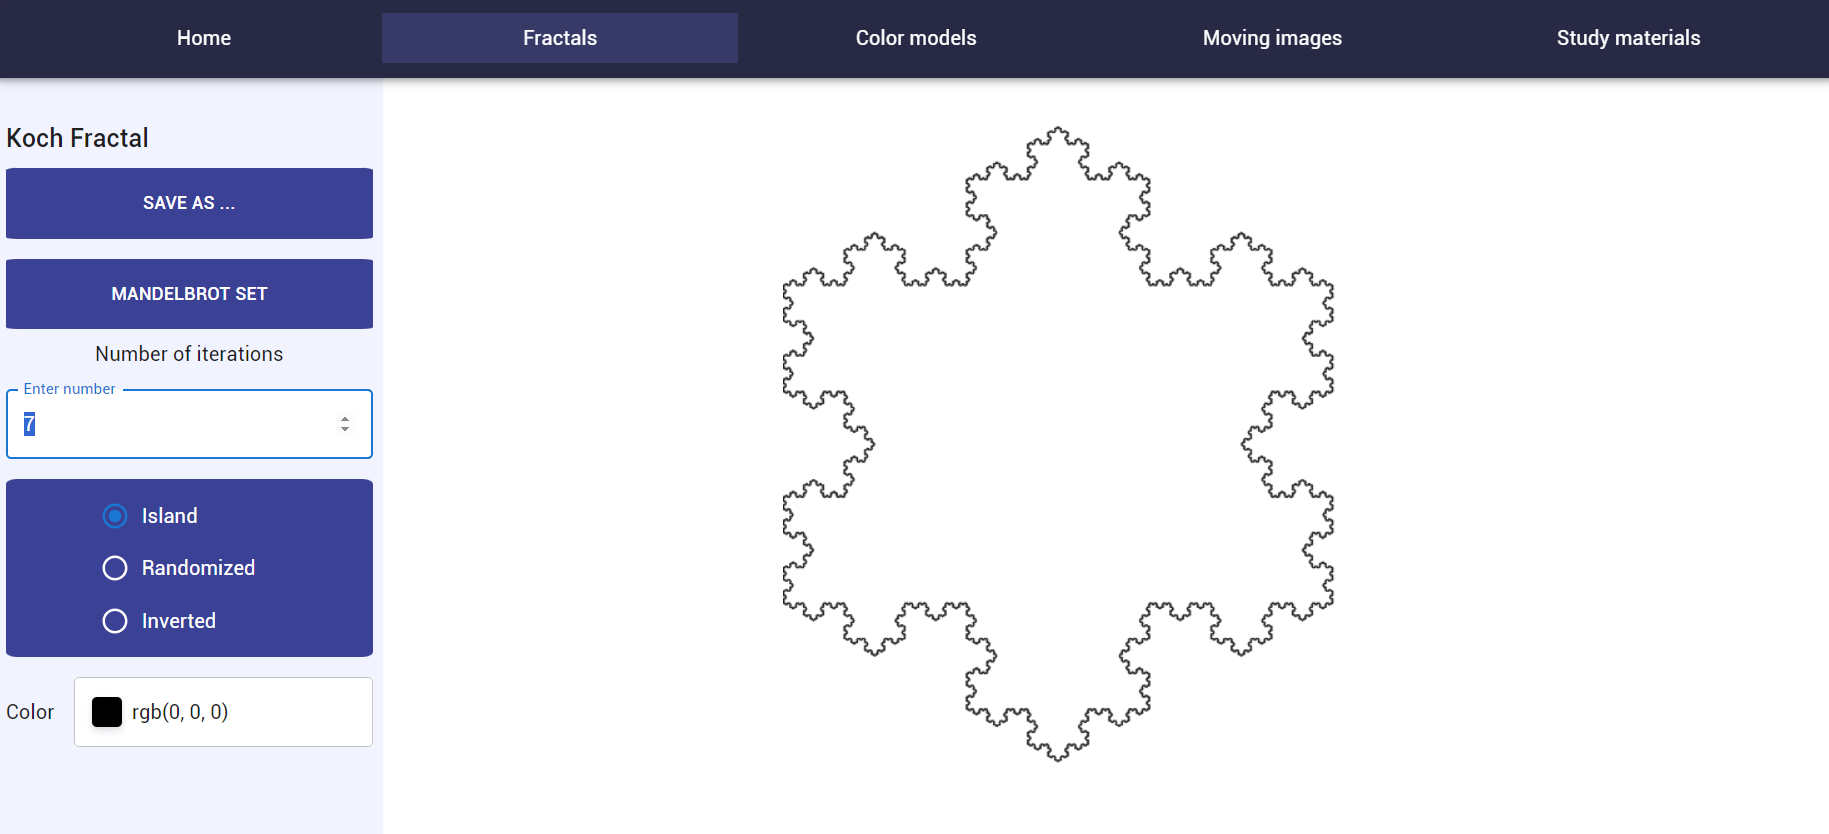 Home
Fractals
Color models
Moving images
Study materials
Koch Fractal
SAVE AS ...
MANDELBROT SET
Number of iterations
Enter number
7
Island
Randomized
Inverted
Color
rgb(0, 0, 0)